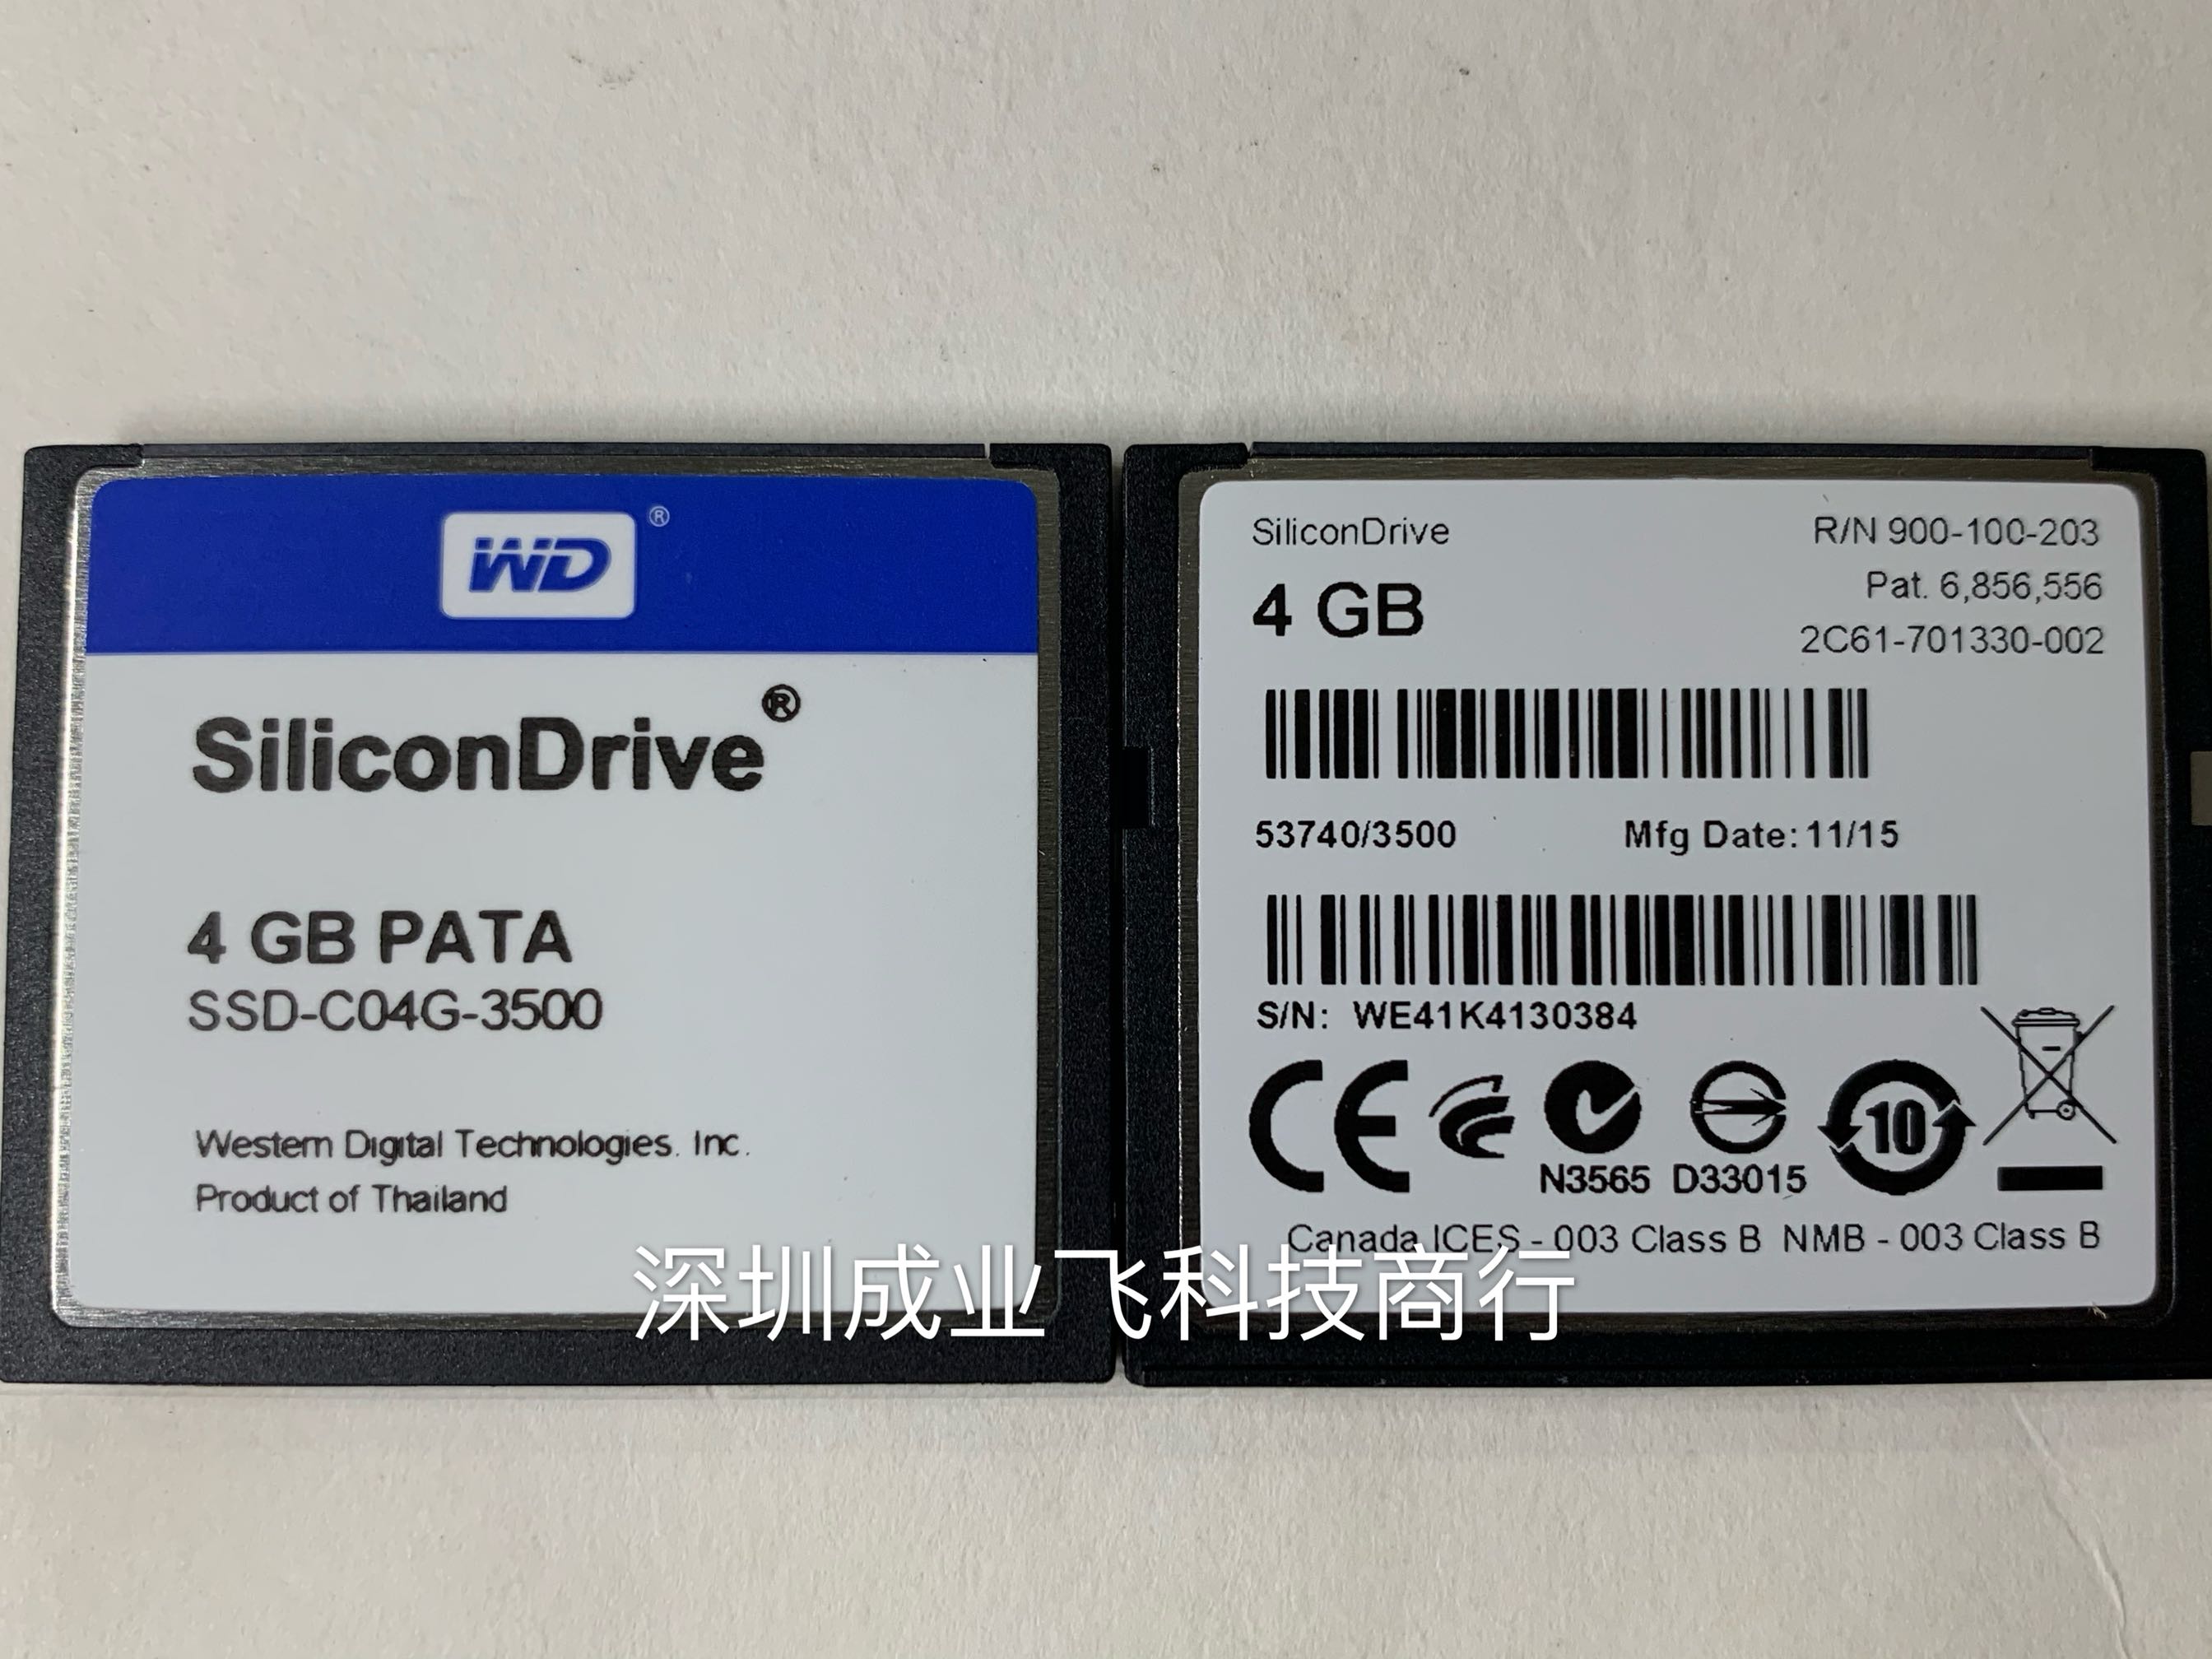 WD®
SiliconDrive®
4 GB PATA
SSD-C04G-3500
Western Digital Technologies. Inc.
Product of Thailand
SiliconDrive
4 GB
R/N 900-100-203
Pat. 6,856,556
2C61-701330-002
53740/3500 Mfg Date: 11/15
S/N: WE41K4130384
CE
N3565 D33015
10
Canada ICES - 003 Class B NMB - 003 Class B
深圳成业飞科技商行